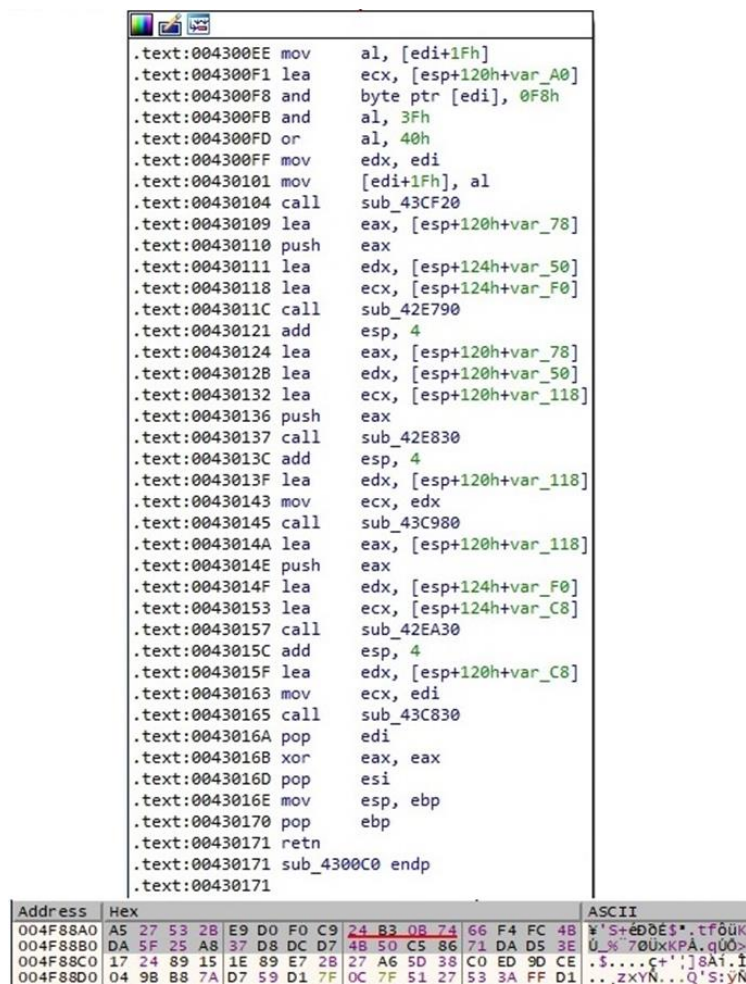 .text:004300EE mov al, [edi+1Fh]
.text:004300F1 lea ecx, [esp+120h+var_A0]
.text:004300F8 and byte ptr [edi], 0F8h
.text:004300FB and al, 3Fh
.text:004300FD or al, 40h
.text:004300FF mov edx, edi
.text:00430101 mov [edi+1Fh], al
.text:00430104 call sub_43CF20
.text:00430109 lea eax, [esp+120h+var_78]
.text:00430110 push eax
.text:00430111 lea edx, [esp+124h+var_50]
.text:00430118 lea ecx, [esp+124h+var_F0]
.text:0043011C call sub_42E790
.text:00430121 add esp, 4
.text:00430124 lea eax, [esp+120h+var_78]
.text:0043012B lea edx, [esp+120h+var_50]
.text:00430132 lea ecx, [esp+120h+var_118]
.text:00430136 push eax
.text:00430137 call sub_42E830
.text:0043013C add esp, 4
.text:0043013F lea edx, [esp+120h+var_118]
.text:00430143 mov ecx, edx
.text:00430145 call sub_43C980
.text:0043014A lea eax, [esp+120h+var_118]
.text:0043014E push eax
.text:0043014F lea edx, [esp+124h+var_F0]
.text:00430153 lea ecx, [esp+124h+var_C8]
.text:00430157 call sub_42EA30
.text:0043015C add esp, 4
.text:0043015F lea edx, [esp+120h+var_C8]
.text:00430163 mov ecx, edi
.text:00430165 call sub_43C830
.text:0043016A pop edi
.text:0043016B xor eax, eax
.text:0043016D pop esi
.text:0043016E mov esp, ebp
.text:00430170 pop ebp
.text:00430171 retn
.text:00430171 sub_4300C0 endp
.text:00430171
Address Hex ASCII
004F88A0 A5 27 53 2B E9 D0 F0 C9 24 B3 0B 74 66 F4 FC 4B
004F88B0 DA 5F 25 A8 37 D8 DC D7 4B 50 C5 86 71 DA D5 3E
004F88C0 17 24 89 15 1E 89 E7 2B 27 A6 5D 38 C0 ED 9D CE
004F88D0 04 9B B8 7A D7 59 D1 7F 0C 7F 51 27 53 3A FF D1